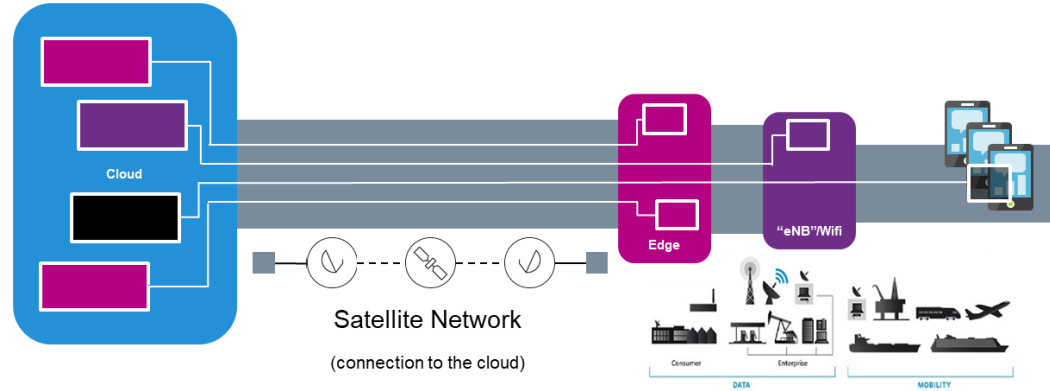 Cloud
Edge
“eNB”/Wifi
Satellite Network
(connection to the cloud)
Consumer
Enterprise
DATA
MOBILITY